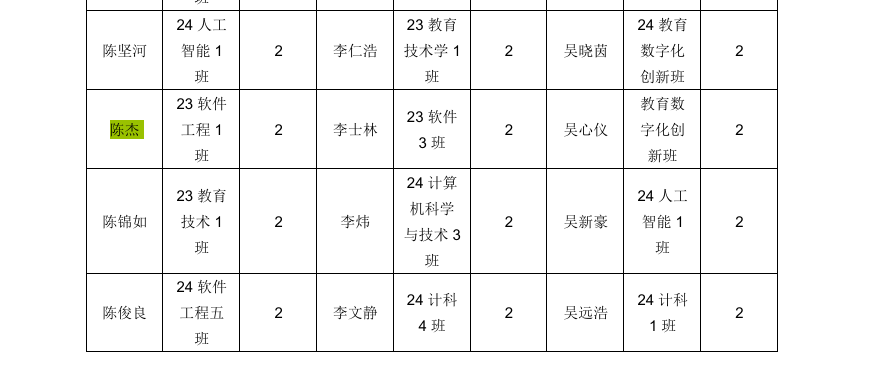 班
陈坚河
24 人工
智能 1
班
2
李仁浩
23 教育
技术学 1
班
2
吴晓茵
24 教育
数字化
创新班
2
陈杰
23 软件
工程 1
班
2
李士林
23 软件
3 班
2
吴心仪
教育数
字化创
新班
2
陈锦如
23 教育
技术 1
班
2
李炜
24 计算
机科学
与技术 3
班
2
吴新豪
24 人工
智能 1
班
2
陈俊良
24 软件
工程五
班
2
李文静
24 计科
4 班
2
吴远浩
24 计科
1 班
2